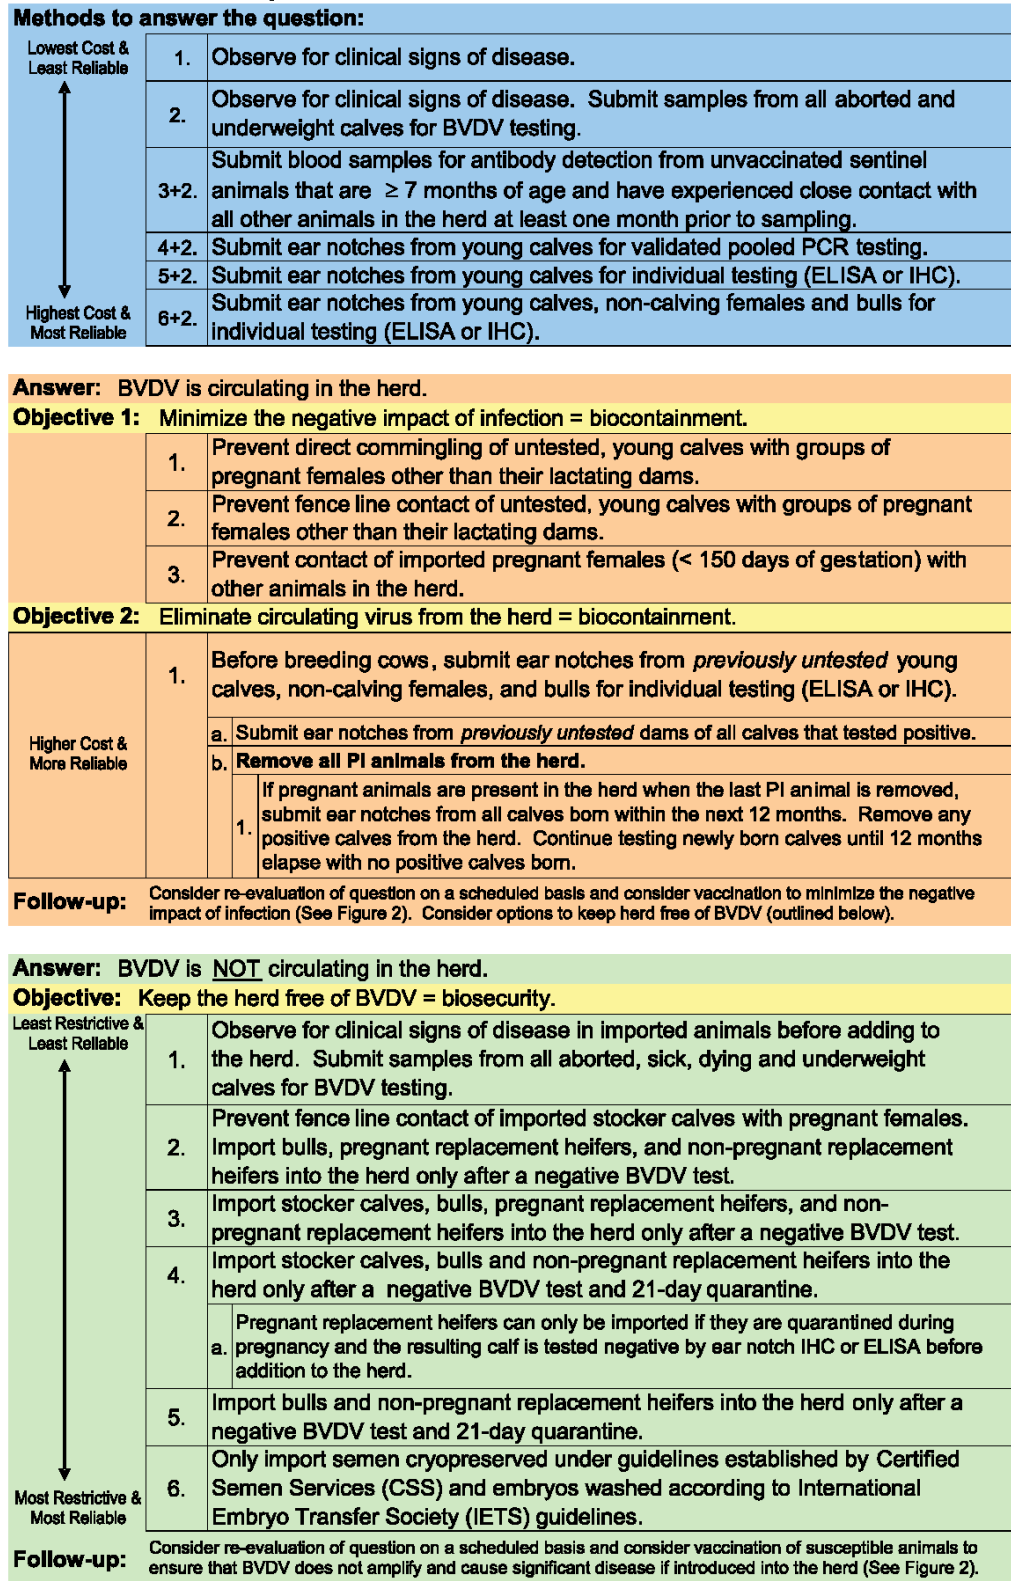 Methods to answer the question:
Lowest Cost &
Least Reliable
1. Observe for clinical signs of disease.
2. Observe for clinical signs of disease. Submit samples from all aborted and
underweight calves for BVDV testing.
3+2. Submit blood samples for antibody detection from unvaccinated sentinel
animals that are ≥ 7 months of age and have experienced close contact with
all other animals in the herd at least one month prior to sampling.
4+2. Submit ear notches from young calves for validated pooled PCR testing.
5+2. Submit ear notches from young calves for individual testing (ELISA or IHC).
Highest Cost &
Most Reliable
6+2. Submit ear notches from young calves, non-calving females and bulls for
individual testing (ELISA or IHC).
Answer: BVDV is circulating in the herd.
Objective 1: Minimize the negative impact of infection = biocontainment.
1. Prevent direct commingling of untested, young calves with groups of
pregnant females other than their lactating dams.
2. Prevent fence line contact of untested, young calves with groups of pregnant
females other than their lactating dams.
3. Prevent contact of imported pregnant females (< 150 days of gestation) with
other animals in the herd.
Objective 2: Eliminate circulating virus from the herd = biocontainment.
Higher Cost &
More Reliable
1. Before breeding cows, submit ear notches from previously untested young
calves, non-calving females, and bulls for individual testing (ELISA or IHC).
a. Submit ear notches from previously untested dams of all calves that tested positive.
b. Remove all PI animals from the herd.
1. If pregnant animals are present in the herd when the last PI animal is removed,
submit ear notches from all calves born within the next 12 months. Remove any
positive calves from the herd. Continue testing newly born calves until 12 months
elapse with no positive calves born.
Follow-up: Consider re-evaluation of question on a scheduled basis and consider vaccination to minimize the negative
impact of infection (See Figure 2). Consider options to keep herd free of BVDV (outlined below).
Answer: BVDV is NOT circulating in the herd.
Objective: Keep the herd free of BVDV = biosecurity.
Least Restrictive &
Least Reliable
1. Observe for clinical signs of disease in imported animals before adding to
the herd. Submit samples from all aborted, sick, dying and underweight
calves for BVDV testing.
2. Prevent fence line contact of imported stocker calves with pregnant females.
Import bulls, pregnant replacement heifers, and non-pregnant replacement
heifers into the herd only after a negative BVDV test.
3. Import stocker calves, bulls, pregnant replacement heifers, and non-
pregnant replacement heifers into the herd only after a negative BVDV test.
4. Import stocker calves, bulls and non-pregnant replacement heifers into the
herd only after a negative BVDV test and 21-day quarantine.
a. Pregnant replacement heifers can only be imported if they are quarantined during
pregnancy and the resulting calf is tested negative by ear notch IHC or ELISA before
addition to the herd.
5. Import bulls and non-pregnant replacement heifers into the herd only after a
negative BVDV test and 21-day quarantine.
Most Restrictive &
Most Reliable
6. Only import semen cryopreserved under guidelines established by Certified
Semen Services (CSS) and embryos washed according to International
Embryo Transfer Society (IETS) guidelines.
Follow-up: Consider re-evaluation of question on a scheduled basis and consider vaccination of susceptible animals to
ensure that BVDV does not amplify and cause significant disease if introduced into the herd (See Figure 2).